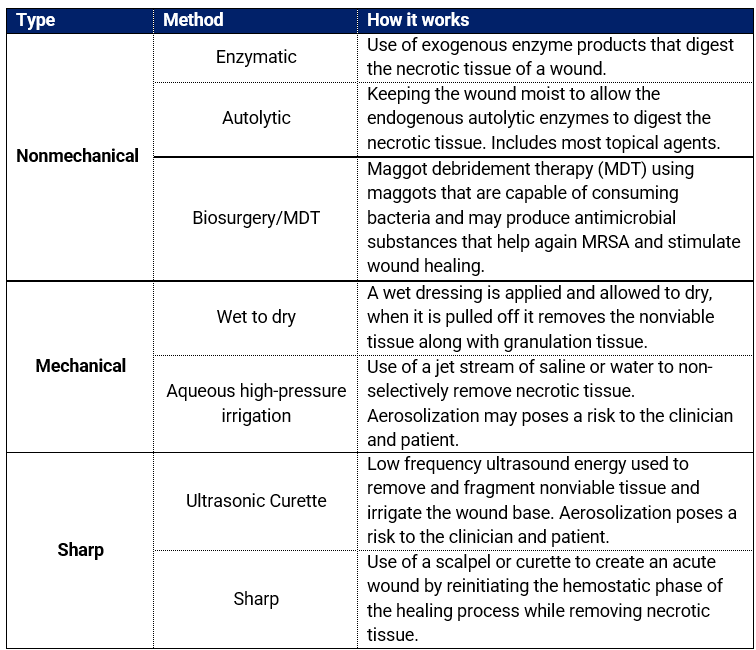 Type Method How it works
Nonmechanical
Enzymatic
Use of exogenous enzyme products that digest
the necrotic tissue of a wound.
Autolytic
Keeping the wound moist to allow the
endogenous autolytic enzymes to digest the
necrotic tissue. Includes most topical agents.
Biosurgery/MDT
Maggot debridement therapy (MDT) using
maggots that are capable of consuming
bacteria and may produce antimicrobial
substances that help again MRSA and stimulate
wound healing.
Mechanical
Wet to dry
A wet dressing is applied and allowed to dry,
when it is pulled off it removes the nonviable
tissue along with granulation tissue.
Aqueous high-pressure
irrigation
Use of a jet stream of saline or water to non-
selectively remove necrotic tissue.
Aerosolization may poses a risk to the clinician
and patient.
Sharp
Ultrasonic Curette
Low frequency ultrasound energy used to
remove and fragment nonviable tissue and
irrigate the wound base. Aerosolization poses a
risk to the clinician and patient.
Sharp
Use of a scalpel or curette to create an acute
wound by reinitiating the hemostatic phase of
the healing process while removing necrotic
tissue.